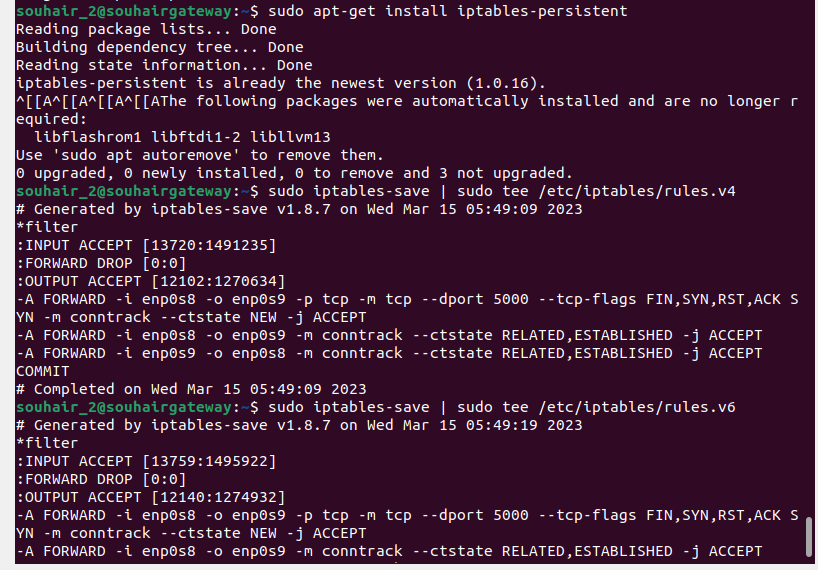 souhair_2@souhairgateway:~$ sudo apt-get install iptables-persistent
Reading package lists... Done
Building dependency tree... Done
Reading state information... Done
iptables-persistent is already the newest version (1.0.16).
^[[A^[[A^[[A^[[AThe following packages were automatically installed and are no longer r
equired:
  libflashrom1 libftdi1-2 libllvm13
Use 'sudo apt autoremove' to remove them.
0 upgraded, 0 newly installed, 0 to remove and 3 not upgraded.
souhair_2@souhairgateway:~$ sudo iptables-save | sudo tee /etc/iptables/rules.v4
# Generated by iptables-save v1.8.7 on Wed Mar 15 05:49:09 2023
*filter
:INPUT ACCEPT [13720:1491235]
:FORWARD DROP [0:0]
:OUTPUT ACCEPT [12102:1270634]
-A FORWARD -i enp0s8 -o enp0s9 -p tcp -m tcp --dport 5000 --tcp-flags FIN,SYN,RST,ACK S
YN -m conntrack --ctstate NEW -j ACCEPT
-A FORWARD -i enp0s8 -o enp0s9 -m conntrack --ctstate RELATED,ESTABLISHED -j ACCEPT
-A FORWARD -i enp0s9 -o enp0s8 -m conntrack --ctstate RELATED,ESTABLISHED -j ACCEPT
COMMIT
# Completed on Wed Mar 15 05:49:09 2023
souhair_2@souhairgateway:~$ sudo iptables-save | sudo tee /etc/iptables/rules.v6
# Generated by iptables-save v1.8.7 on Wed Mar 15 05:49:19 2023
*filter
:INPUT ACCEPT [13759:1495922]
:FORWARD DROP [0:0]
:OUTPUT ACCEPT [12140:1274932]
-A FORWARD -i enp0s8 -o enp0s9 -p tcp -m tcp --dport 5000 --tcp-flags FIN,SYN,RST,ACK S
YN -m conntrack --ctstate NEW -j ACCEPT
-A FORWARD -i enp0s8 -o enp0s9 -m conntrack --ctstate RELATED,ESTABLISHED -j ACCEPT